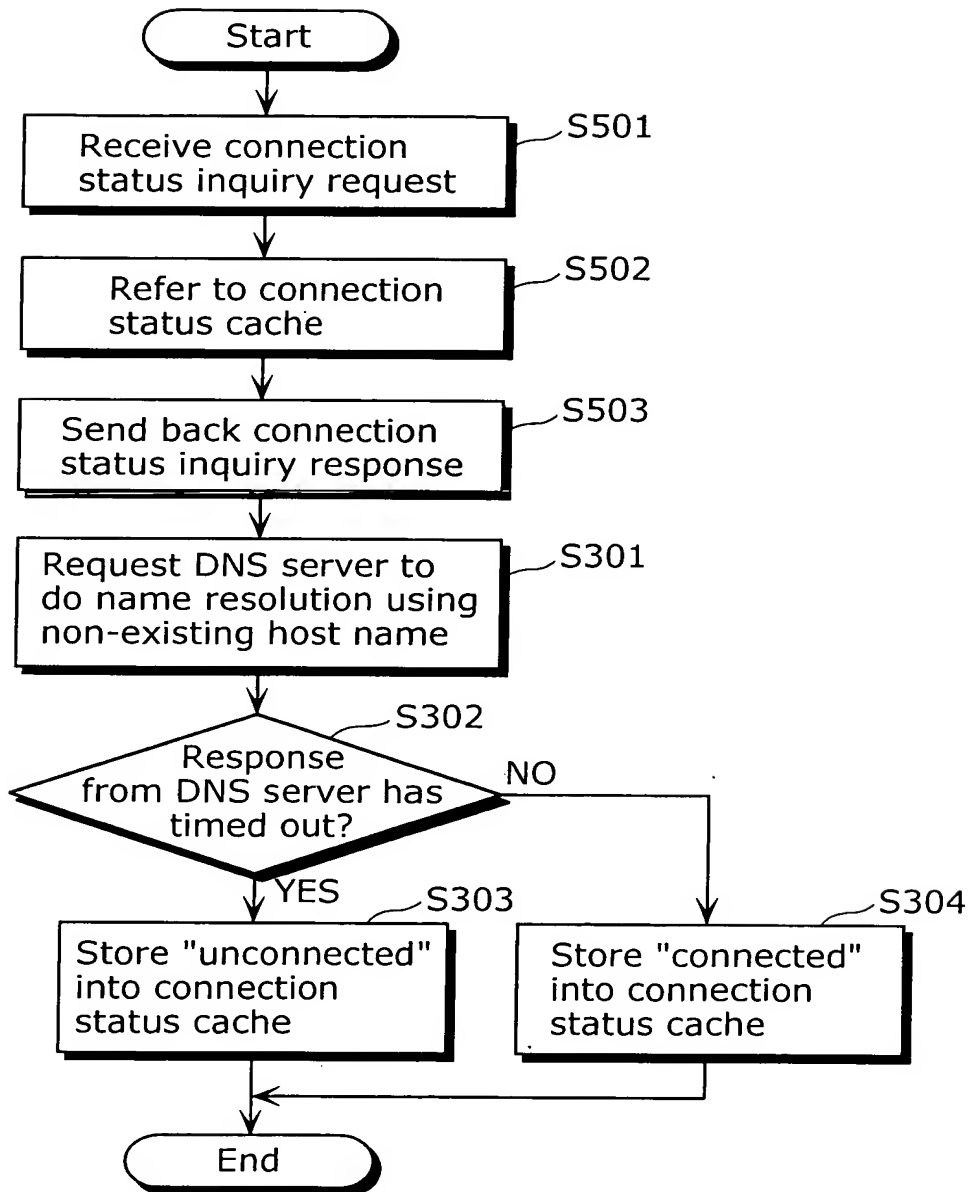 Start
S501
Receive connection
status inquiry request
S502
Refer to connection
status cache
S503
Send back connection
status inquiry response
S301
Request DNS server to
do name resolution using
non-existing host name
S302
Response
from DNS server has
timed out?
NO
YES
S303
Store "unconnected"
into connection
status cache
S304
Store "connected"
into connection
status cache
End